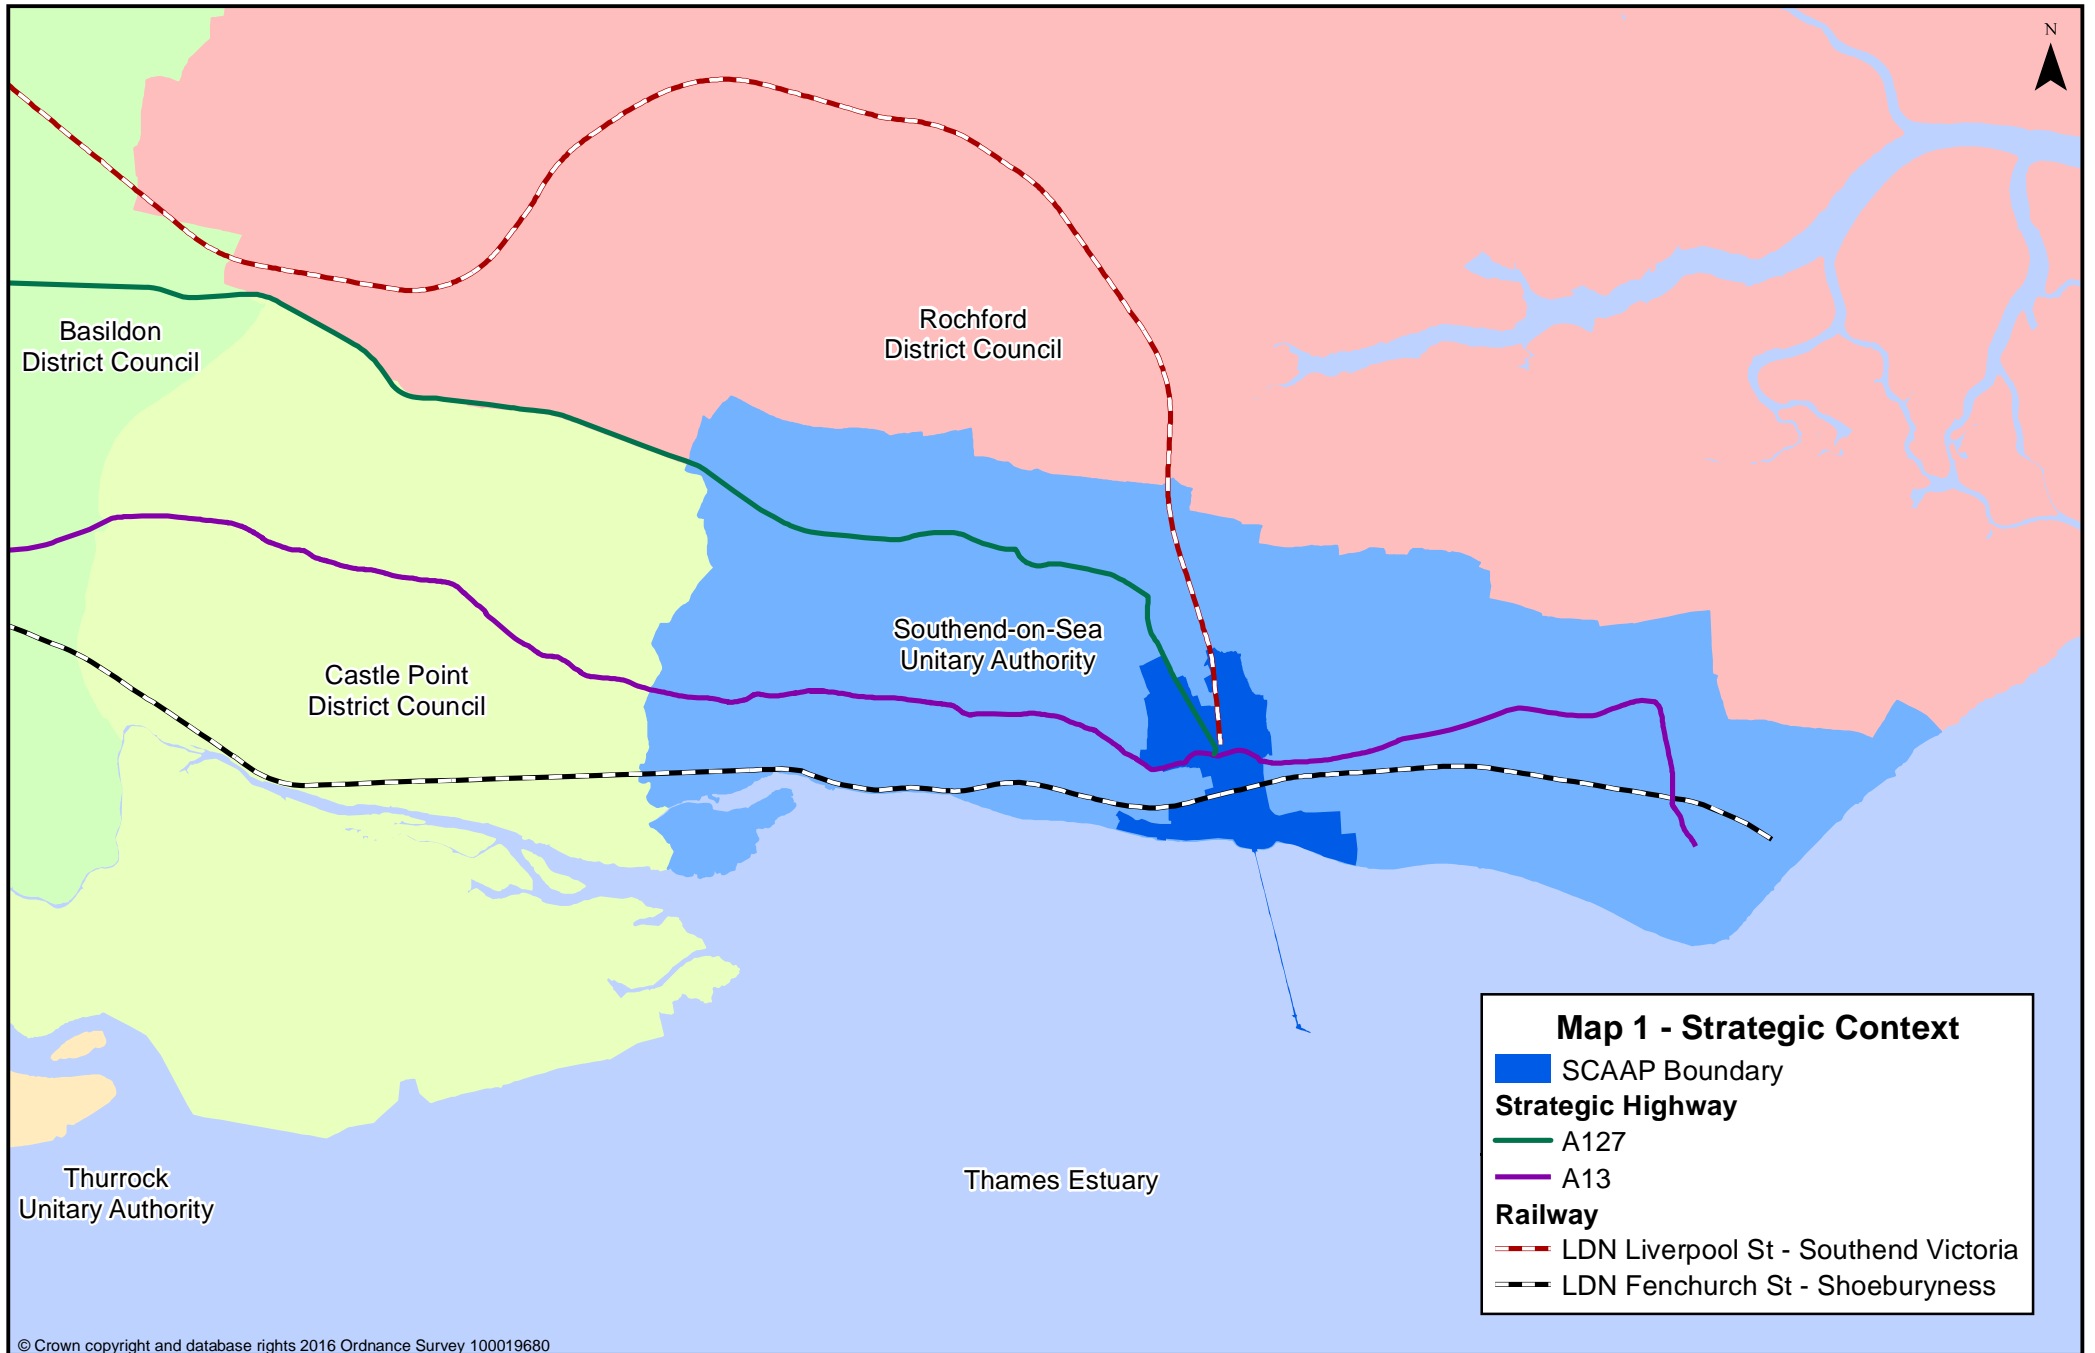 N
Rochford
District Council
Basildon
District Council
Southend-on-Sea
Unitary Authority
Castle Point
District Council
Thurrock
Unitary Authority
Thames Estuary
Map 1 - Strategic Context
SCAAP Boundary
Strategic Highway
A127
A13
Railway
LDN Liverpool St - Southend Victoria
LDN Fenchurch St - Shoeburyness
© Crown copyright and database rights 2016 Ordnance Survey 100019680